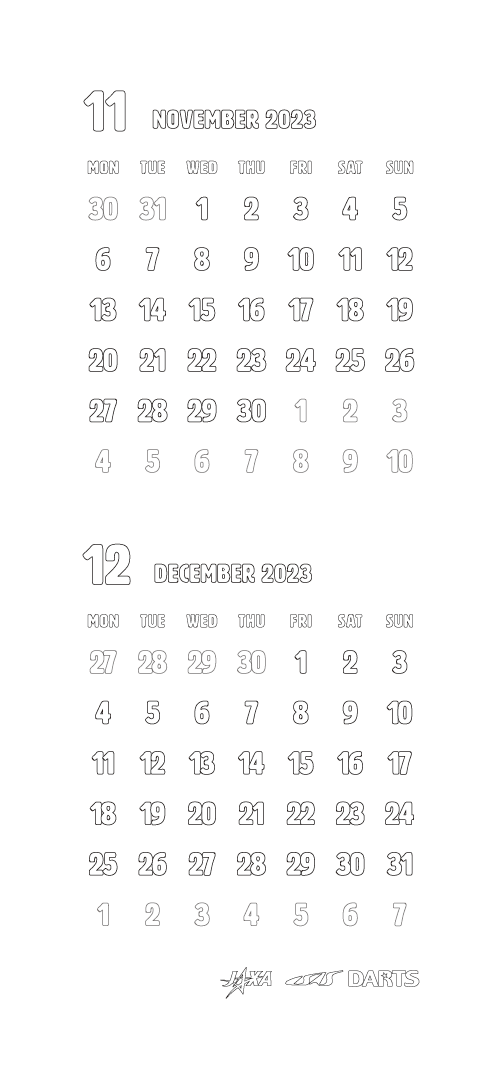 11 NOVEMBER 2023
MON TUE WED THU FRI SAT SUN
30 31 1 2 3 4 5
6 7 8 9 10 11 12
13 14 15 16 17 18 19
20 21 22 23 24 25 26
27 28 29 30 1 2 3
4 5 6 7 8 9 10
12 DECEMBER 2023
MON TUE WED THU FRI SAT SUN
27 28 29 30 1 2 3
4 5 6 7 8 9 10
11 12 13 14 15 16 17
18 19 20 21 22 23 24
25 26 27 28 29 30 31
1 2 3 4 5 6 7
JAXA ISAS DARTS